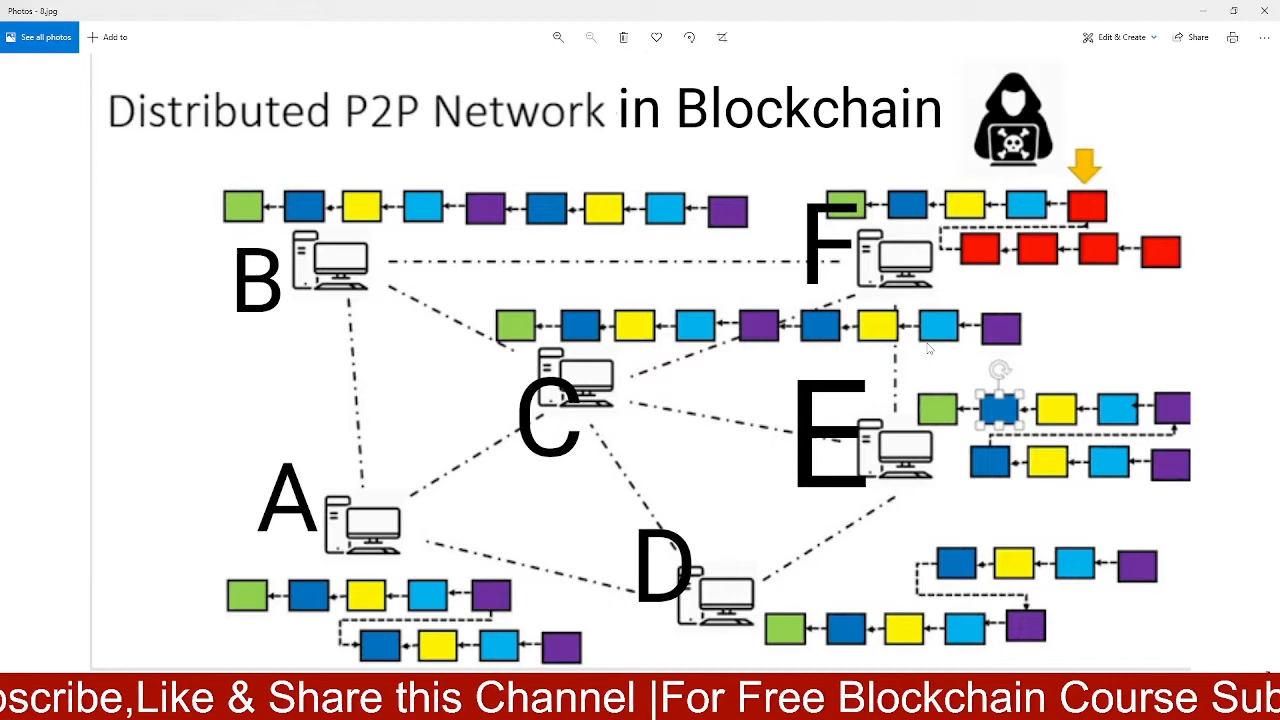 Photos - 8.jpg
See all photos
Add to
Edit & Create
Share
Distributed P2P Network in Blockchain
B
F
C
E
A
D
bscribe,Like & Share this Channel |For Free Blockchain Course Sub